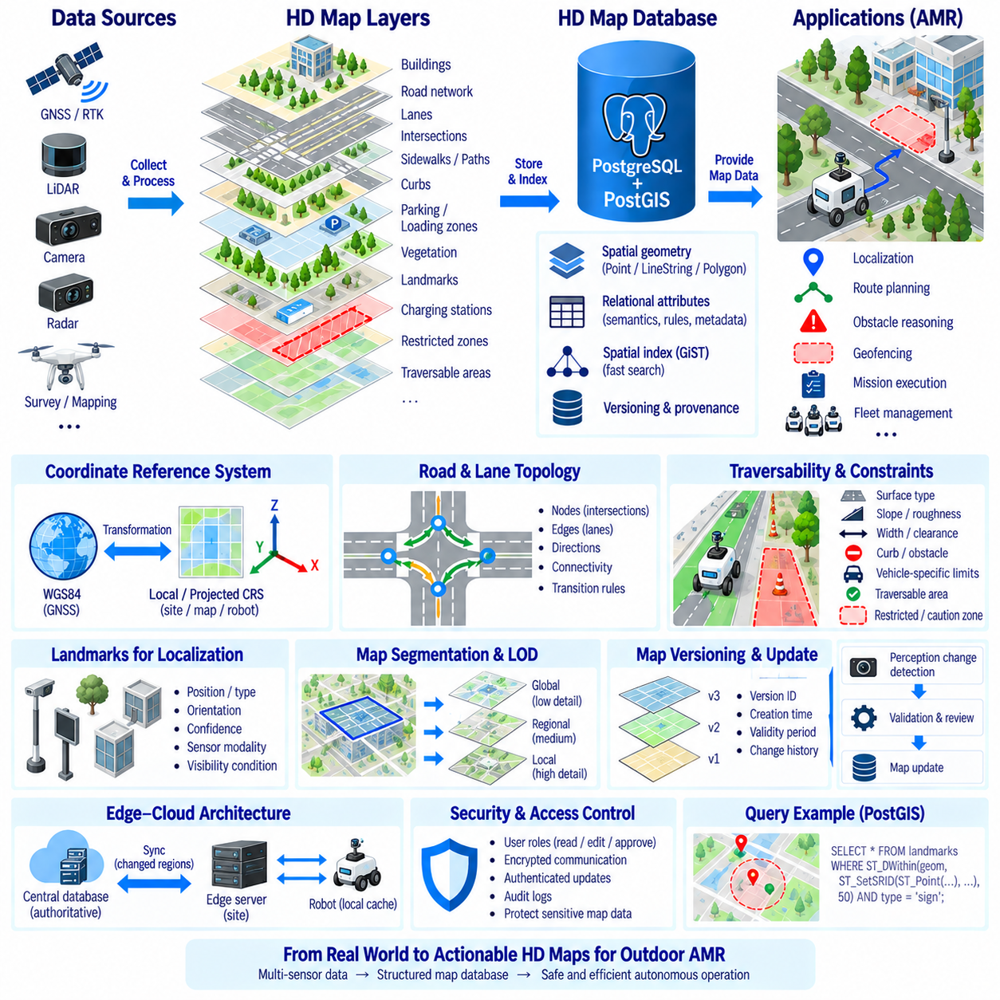 Data Sources
GNSS / RTK
LiDAR
Camera
Radar
Survey / Mapping
...
Collect
& Process
HD Map Layers
Buildings
Road network
Lanes
Intersections
Sidewalks / Paths
Curbs
Parking /
Loading zones
Vegetation
Landmarks
Charging stations
Restricted zones
Traversable areas
...
P
Store
& Index
HD Map Database
PostgreSQL
+
PostGIS
Spatial geometry
(Point / LineString / Polygon)
Relational attributes
(semantics, rules, metadata)
Spatial index (GiST)
(fast search)
Versioning & provenance
Provide
Map Data
Applications (AMR)
Localization
Route planning
Obstacle reasoning
Geofencing
Mission execution
Fleet management
...
Coordinate Reference System
Transformation
WGS84
(GNSS)
Local / Projected CRS
(site / map / robot)
Z
Y
X
Road & Lane Topology
• Nodes (intersections)
• Edges (lanes)
• Directions
• Connectivity
• Transition rules
Traversability & Constraints
Surface type
Slope / roughness
Width / clearance
Curb / obstacle
Vehicle-specific limits
Traversable area
Restricted / caution zone
Landmarks for Localization
• Position / type
• Orientation
• Confidence
• Sensor modality
• Visibility condition
Map Segmentation & LOD
Global
(low detail)
Regional
(medium)
Local
(high detail)
Map Versioning & Update
v3
v2
v1
• Version ID
• Creation time
• Validity period
• Change history
Perception change
detection
Validation & review
Map update
Edge–Cloud Architecture
Central database
(authoritative)
Sync
(changed regions)
Edge server
(site)
Robot (local cache)
Security & Access Control
• User roles (read / edit / approve)
• Encrypted communication
• Authenticated updates
• Audit logs
• Protect sensitive map data
Query Example (PostGIS)
SELECT * FROM landmarks
WHERE ST_DWithin(geom,
ST_SetSRID(ST_Point(...), ...),
50) AND type = 'sign';
From Real World to Actionable HD Maps for Outdoor AMR
Multi-sensor data → Structured map database → Safe and efficient autonomous operation